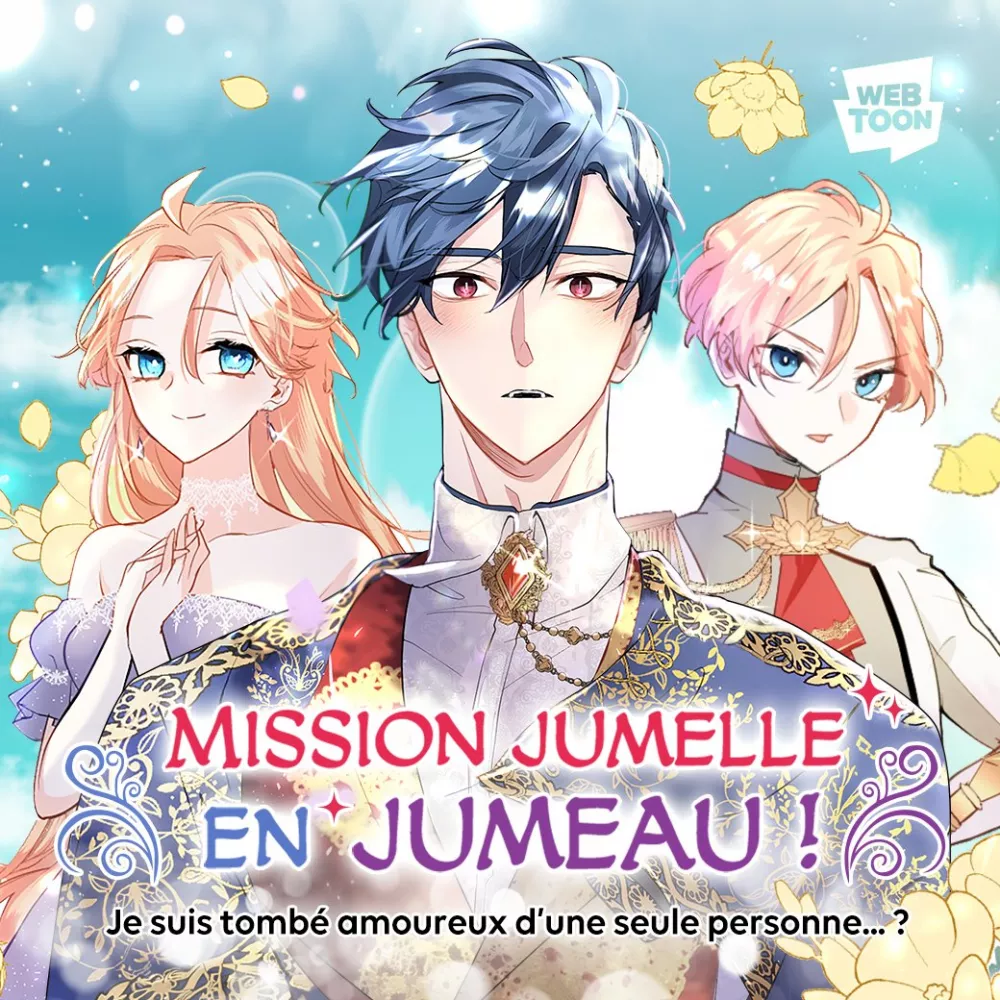 WEB
TOON
MISSION JUMELLE
EN JUMEAU !
Je suis tombé amoureux d'une seule personne... ?